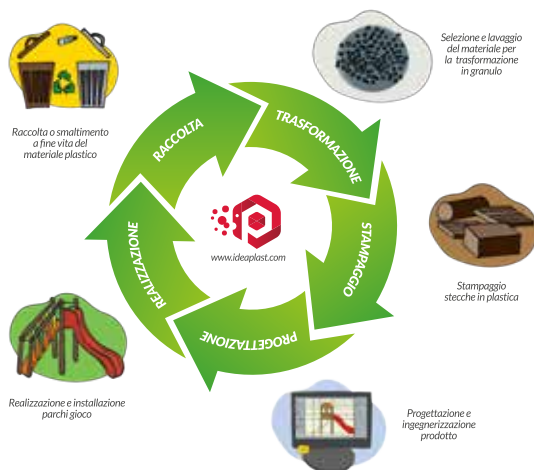 Selezione e lavaggio
del materiale per
la trasformazione
in granulo
Raccolta o smaltimento
a fine vita del
materiale plastico
RACCOLTA
TRASFORMAZIONE
STAMPAGGIO
PROGETTAZIONE
REALIZZAZIONE
www.ideaplast.com
Stampaggio
stecche in plastica
Realizzazione e installazione
parchi gioco
Progettazione e
ingegnerizzazione
prodotto